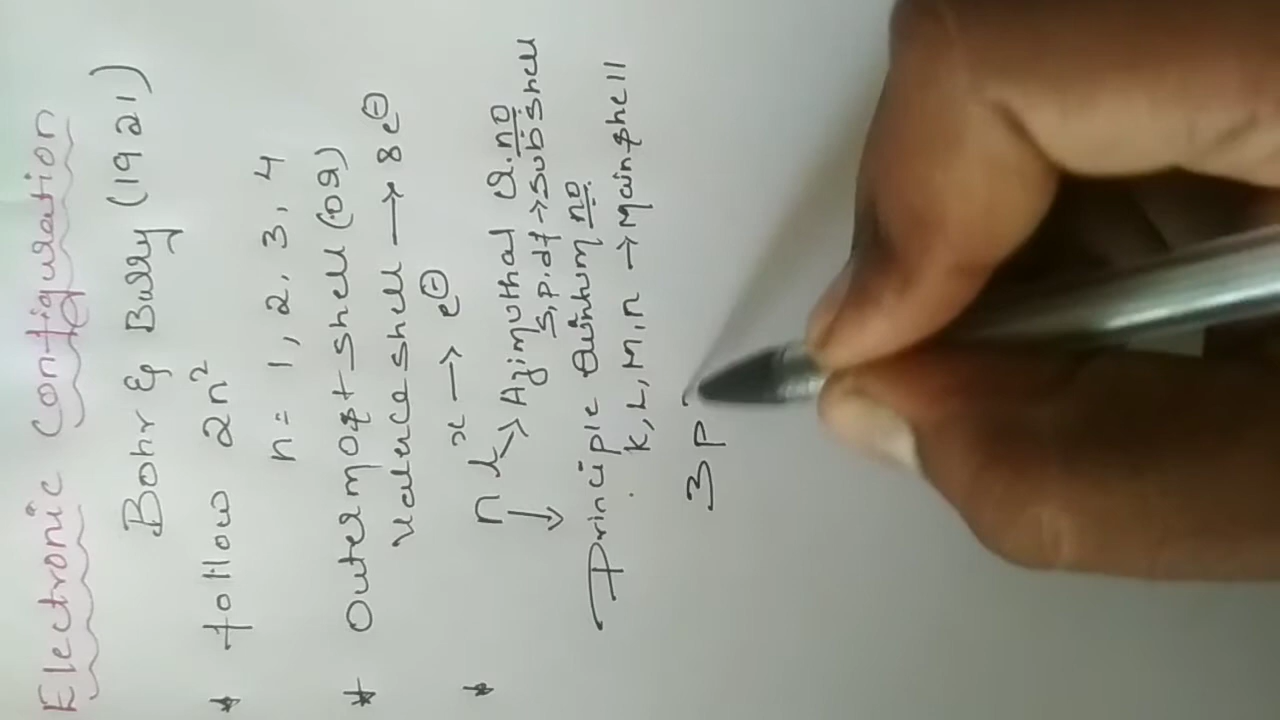 Electronic Configuration
Bohr & Burry (1921)
* follow 2n²
n = 1, 2, 3, 4
* Outermost shell (or)
valence shell → 8 e⊖
* n l x → e⊖
→ Azimuthal Q. no
s, p, d, f → Subshell
Principle Quantum no.
K, L, M, n → Main shell
3p